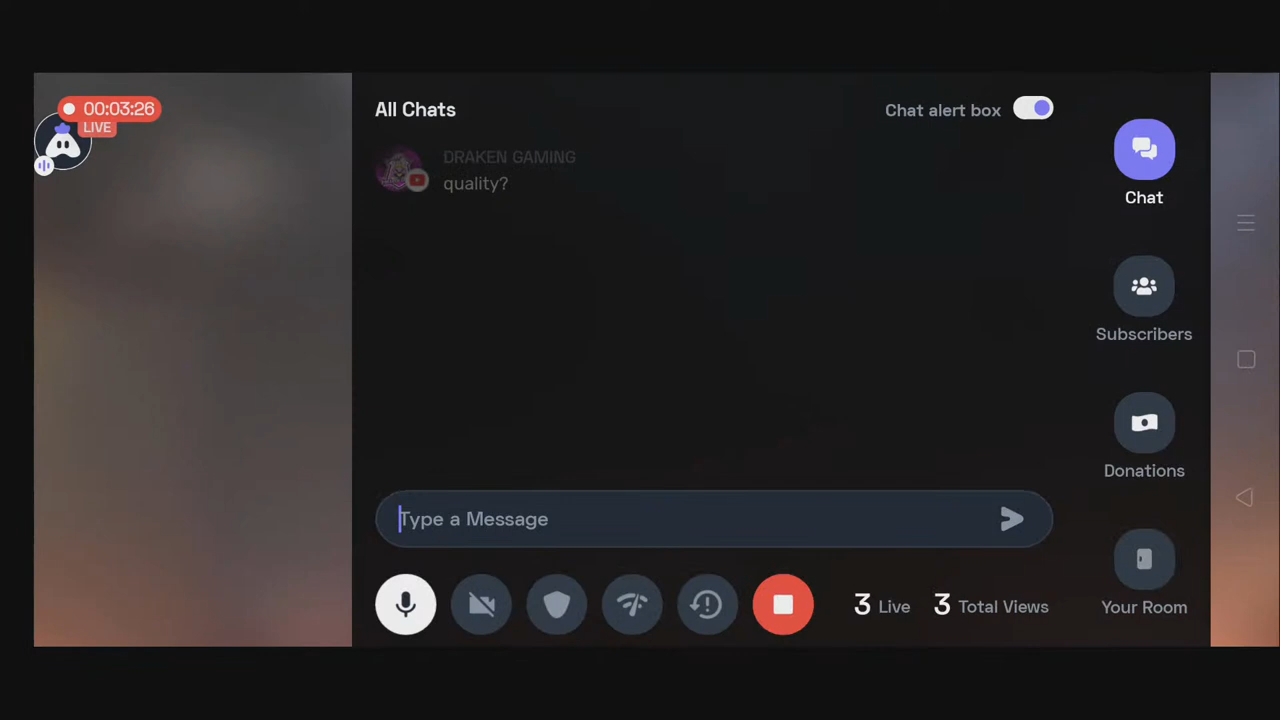 00:03:26
LIVE
All Chats
Chat alert box
DRAKEN GAMING
quality?
Chat
Subscribers
Donations
Type a Message
3 Live 3 Total Views
Your Room